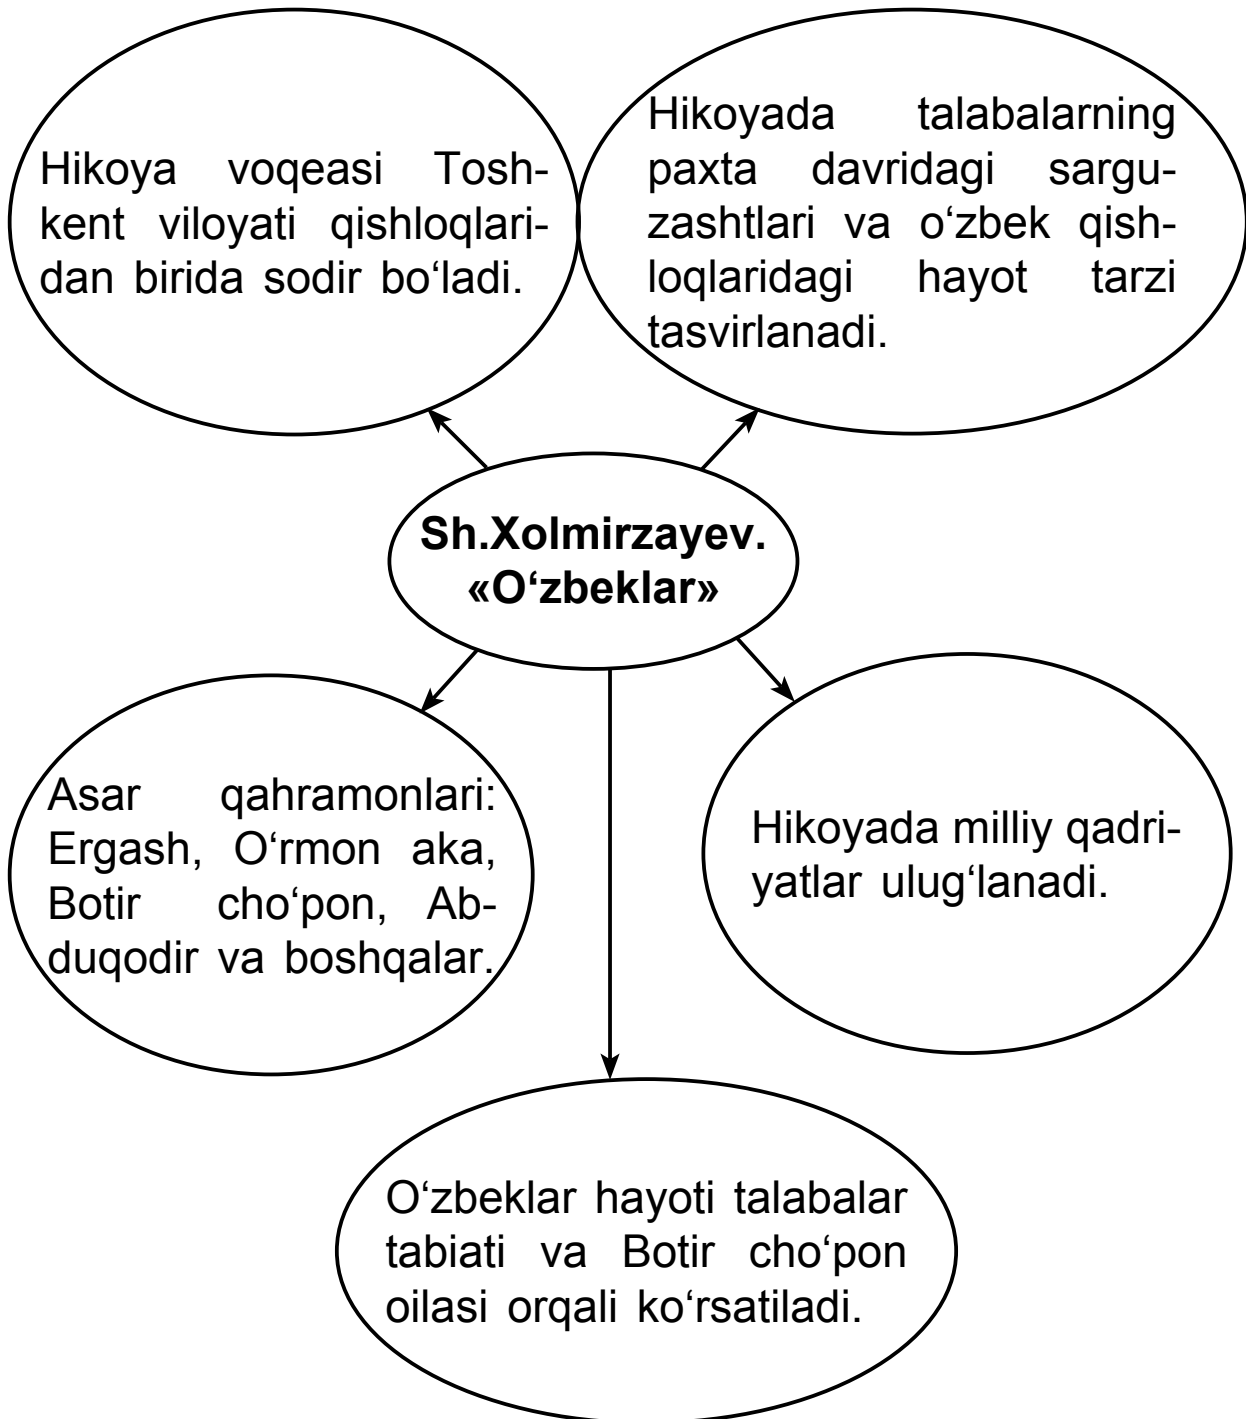 Hikoya voqeasi Tosh-
kent viloyati qishloqlari-
dan birida sodir bo‘ladi.
Hikoyada talabalarning
paxta davridagi sargu-
zashtlari va o‘zbek qish-
loqlaridagi hayot tarzi
tasvirlanadi.
Sh.Xolmirzayev.
«O‘zbeklar»
Asar qahramonlari:
Ergash, O‘rmon aka,
Botir cho‘pon, Ab-
duqodir va boshqalar.
Hikoyada milliy qadri-
yatlar ulug‘lanadi.
O‘zbeklar hayoti talabalar
tabiati va Botir cho‘pon
oilasi orqali ko‘rsatiladi.